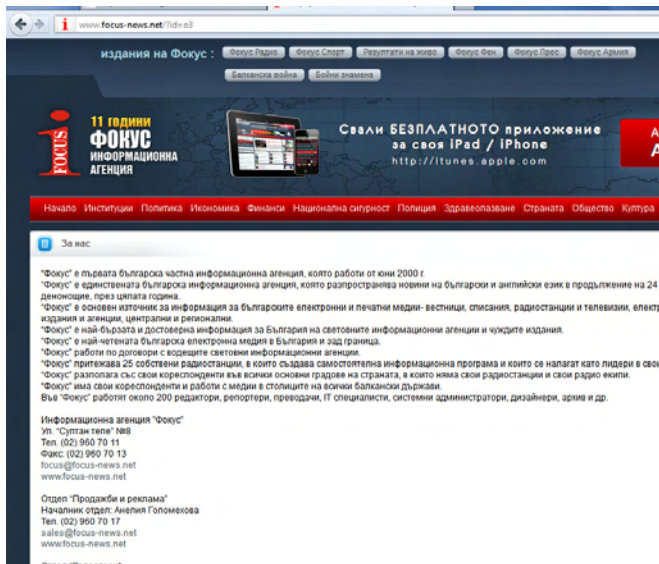 www.focus-news.net/?id=o3
издания на Фокус :
Фокус Радио
Фокус Спорт
Резултати на живо
Фокус Фен
Фокус Прес
Фокус Армия
Балканска война
Бойни знамена
FOCUS
11 години
ФОКУС
ИНФОРМАЦИОННА
АГЕНЦИЯ
Свали БЕЗПЛАТНОТО приложение
за своя iPad / iPhone
http://itunes.apple.com
Начало Институции Политика Икономика Финанси Национална сигурност Полиция Здравеопазване Страната Общество Култура
За нас
"Фокус" е първата българска частна информационна агенция, която работи от юни 2000 г.
"Фокус" е единствената българска информационна агенция, която разпространява новини на български и английски език в продължение на 24
денонощие, през цялата година.
"Фокус" е основен източник за информация за българските електронни и печатни медии- вестници, списания, радиостанции и телевизии, електр
издания и агенции, централни и регионални.
"Фокус" е най-бързата и достоверна информация за България на световните информационни агенции и чуждите издания.
"Фокус" е най-четената българска електронна медия в България и зад граница.
"Фокус" работи по договори с водещите световни информационни агенции.
"Фокус" притежава 25 собствени радиостанции, в които създава самостоятелна информационна програма и които се налагат като лидери в свои
"Фокус" разполага със свои кореспонденти във всички основни градове на страната, в които няма свои радиостанции и свои радио екипи.
"Фокус" има свои кореспонденти и работи с медии в столиците на всички балкански държави.
Във "Фокус" работят около 200 редактори, репортери, преводачи, IT специалисти, системни администратори, дизайнери, архив и др.
Информационна агенция "Фокус"
Ул. "Султан тепе" №8
Тел. (02) 960 70 11
Факс: (02) 960 70 13
focus@focus-news.net
www.focus-news.net
Отдел "Продажби и реклама"
Началник отдел: Анелия Гопомехова
Тел. (02) 960 70 17
sales@focus-news.net
www.focus-news.net